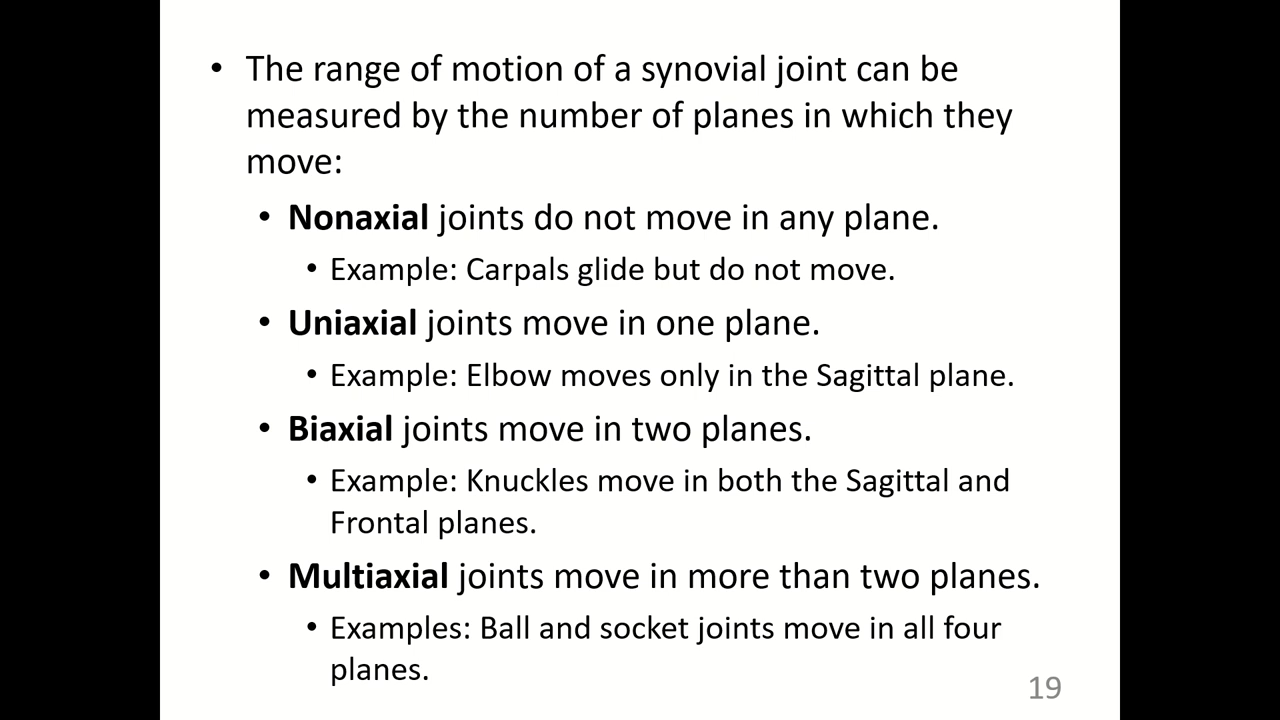 • The range of motion of a synovial joint can be
measured by the number of planes in which they
move:
• Nonaxial joints do not move in any plane.
• Example: Carpals glide but do not move.
• Uniaxial joints move in one plane.
• Example: Elbow moves only in the Sagittal plane.
• Biaxial joints move in two planes.
• Example: Knuckles move in both the Sagittal and
Frontal planes.
• Multiaxial joints move in more than two planes.
• Examples: Ball and socket joints move in all four
planes.
19